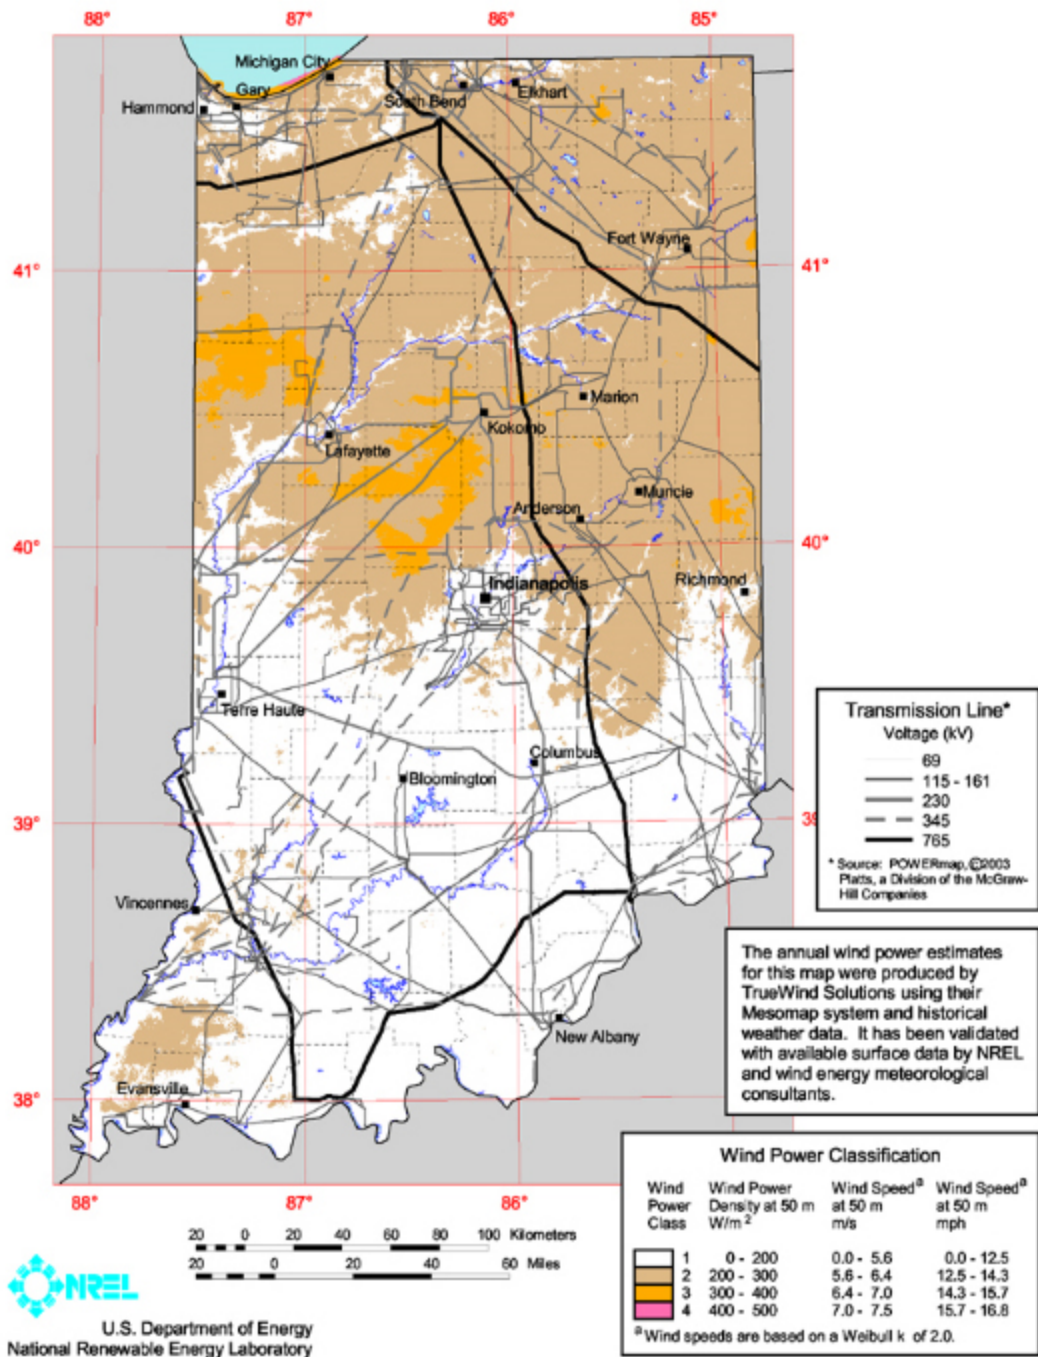 88°
87°
86°
85°
Michigan City
Gary
Hammond
South Bend
Elkhart
Fort Wayne
41°
41°
Marion
Kokomo
Lafayette
Muncie
Anderson
40°
40°
Indianapolis
Richmond
Terre Haute
Columbus
Bloomington
39°
39
Vincennes
New Albany
Evansville
38°
88°
87°
86°
Transmission Line*
Voltage (kV)
69
115 - 161
230
345
765
* Source: POWERmap, ©2003
Platts, a Division of the McGraw-
Hill Companies
The annual wind power estimates
for this map were produced by
TrueWind Solutions using their
Mesomap system and historical
weather data. It has been validated
with available surface data by NREL
and wind energy meteorological
consultants.
Wind Power Classification
Wind Wind Power Wind Speedª Wind Speedª
Power Density at 50 m at 50 m at 50 m
Class W/m² m/s mph
1 0 - 200 0.0 - 5.6 0.0 - 12.5
2 200 - 300 5.6 - 6.4 12.5 - 14.3
3 300 - 400 6.4 - 7.0 14.3 - 15.7
4 400 - 500 7.0 - 7.5 15.7 - 16.8
ª Wind speeds are based on a Weibull k of 2.0.
20 0 20 40 60 80 100 Kilometers
20 0 20 40 60 Miles
NREL
U.S. Department of Energy
National Renewable Energy Laboratory